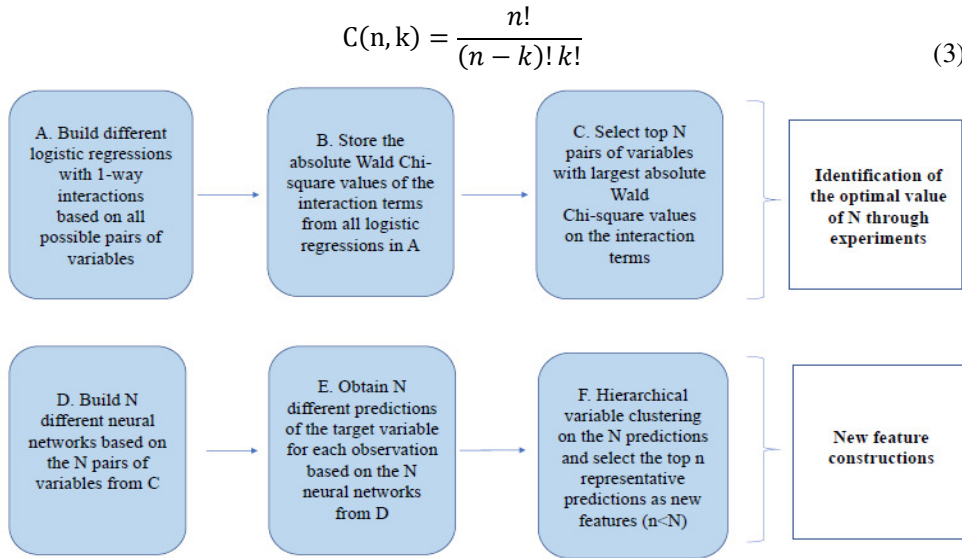 C(n, k) = n! / (n − k)! k!
(3)
A. Build different
logistic regressions
with 1-way
interactions
based on all
possible pairs of
variables
B. Store the
absolute Wald Chi-
square values of the
interaction terms
from all logistic
regressions in A
C. Select top N
pairs of variables
with largest absolute
Wald
Chi-square values
on the interaction
terms
Identification of
the optimal value
of N through
experiments
D. Build N
different neural
networks based on
the N pairs of
variables from C
E. Obtain N
different predictions
of the target variable
for each observation
based on the N
neural networks
from D
F. Hierarchical
variable clustering
on the N predictions
and select the top n
representative
predictions as new
features (n<N)
New feature
constructions